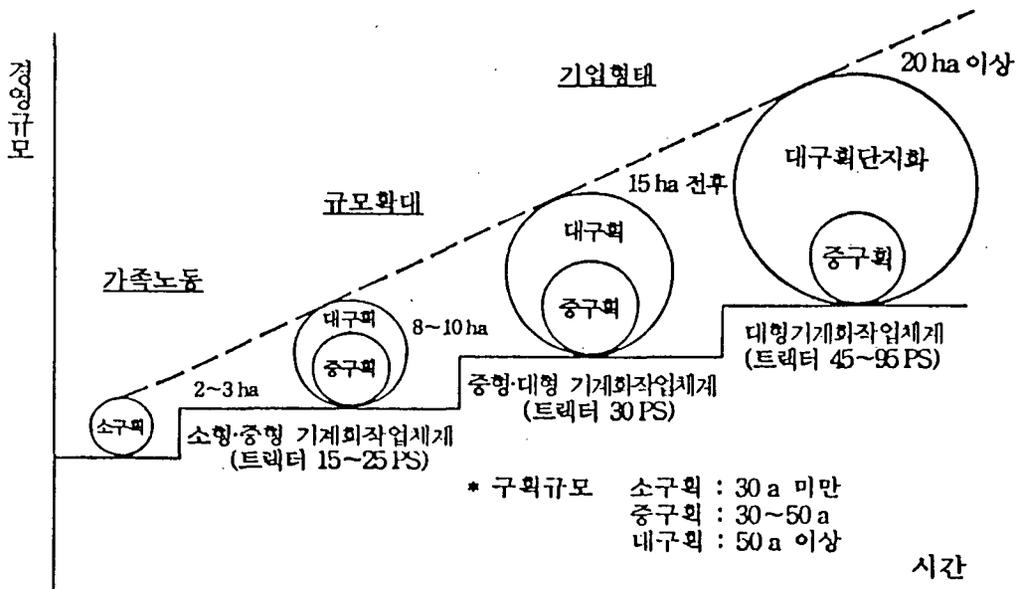 경영규모
20 ha 이상
기업형태
대구획단지화
15 ha 전후
규모확대
대구획
중구획
가족노동
중구획
대구획
8~10 ha
중구획
대형기계화작업체계
(트랙터 45~95 PS)
2~3 ha
중형·대형 기계화작업체계
(트랙터 30 PS)
소구획
소형·중형 기계화작업체계
(트랙터 15~25 PS)
* 구획규모 소구획 : 30 a 미만
중구획 : 30~50 a
대구획 : 50 a 이상
시간